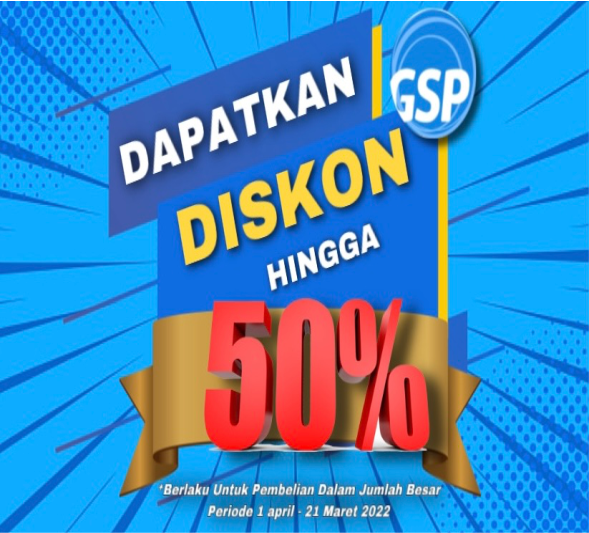 GSP
DAPATKAN
DISKON
HINGGA
50%
*Berlaku Untuk Pembelian Dalam Jumlah Besar
Periode 1 april - 21 Maret 2022